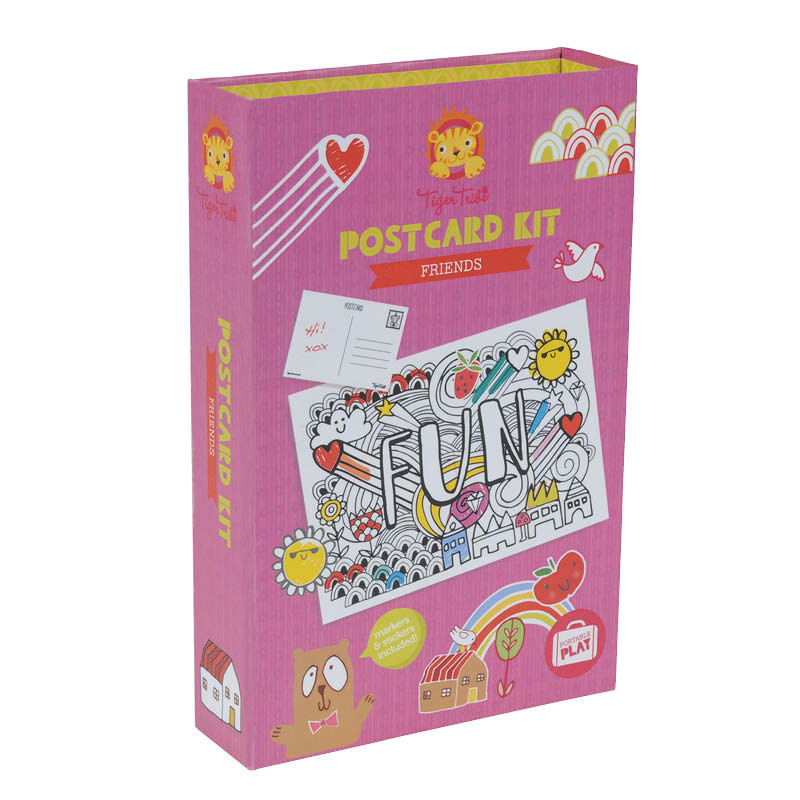 Tiger Tribe
POSTCARD KIT
FRIENDS
Tiger Tribe
POSTCARD KIT
FRIENDS
POSTCARD
Hi!
xox
FUN
markers
& stickers
included!
PORTABLE
PLAY